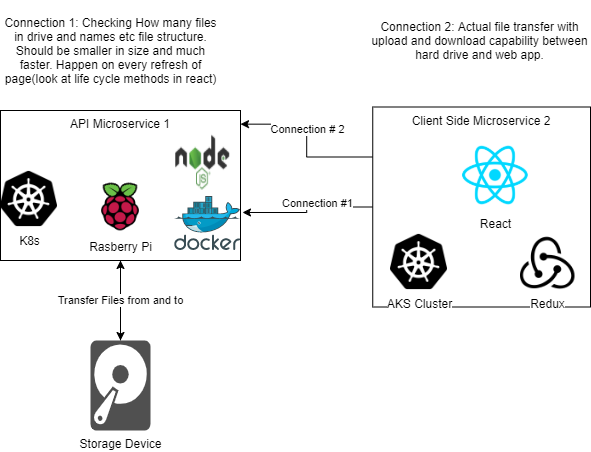 Connection 1: Checking How many files
in drive and names etc file structure.
Should be smaller in size and much
faster. Happen on every refresh of
page(look at life cycle methods in react)
Connection 2: Actual file transfer with
upload and download capability between
hard drive and web app.
API Microservice 1
Client Side Microservice 2
Connection # 2
node
JS
Connection #1
React
K8s
Rasberry Pi
docker
Transfer Files from and to
AKS Cluster
Redux
Storage Device